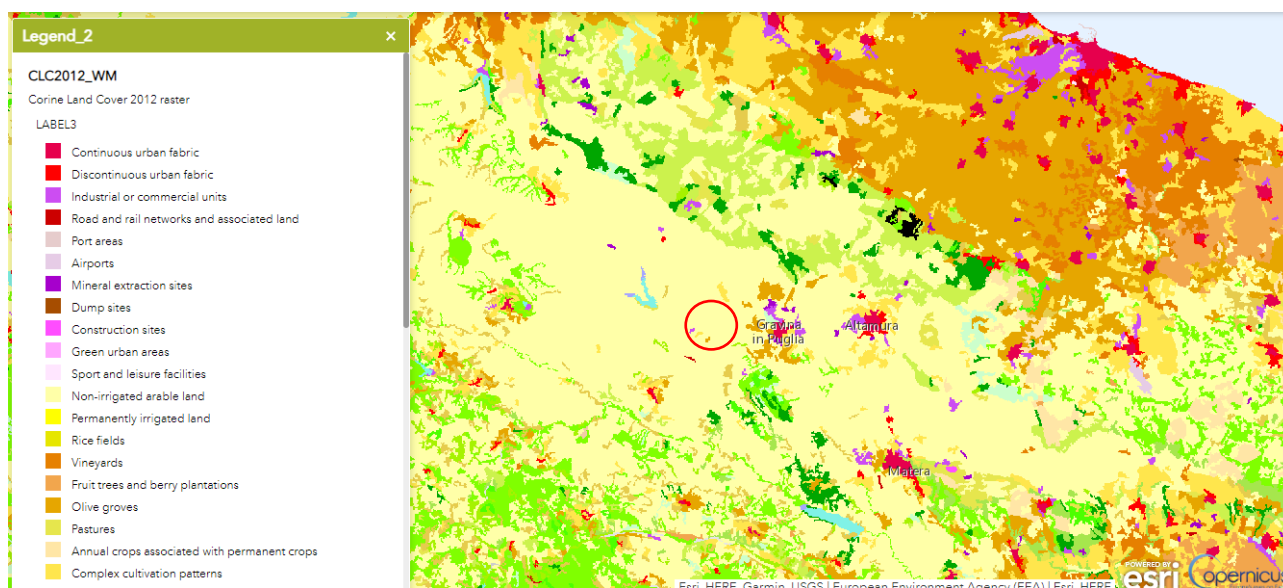 Legend_2 ×
CLC2012_WM
Corine Land Cover 2012 raster
LABEL3
Continuous urban fabric
Discontinuous urban fabric
Industrial or commercial units
Road and rail networks and associated land
Port areas
Airports
Mineral extraction sites
Dump sites
Construction sites
Green urban areas
Sport and leisure facilities
Non-irrigated arable land
Permanently irrigated land
Rice fields
Vineyards
Fruit trees and berry plantations
Olive groves
Pastures
Annual crops associated with permanent crops
Complex cultivation patterns
Gravina
in Puglia
Altamura
Matera
POWERED BY
esri
opernicu
Esri, HERE, Garmin, USGS | European Environment Agency (EEA) | Esri, HERE